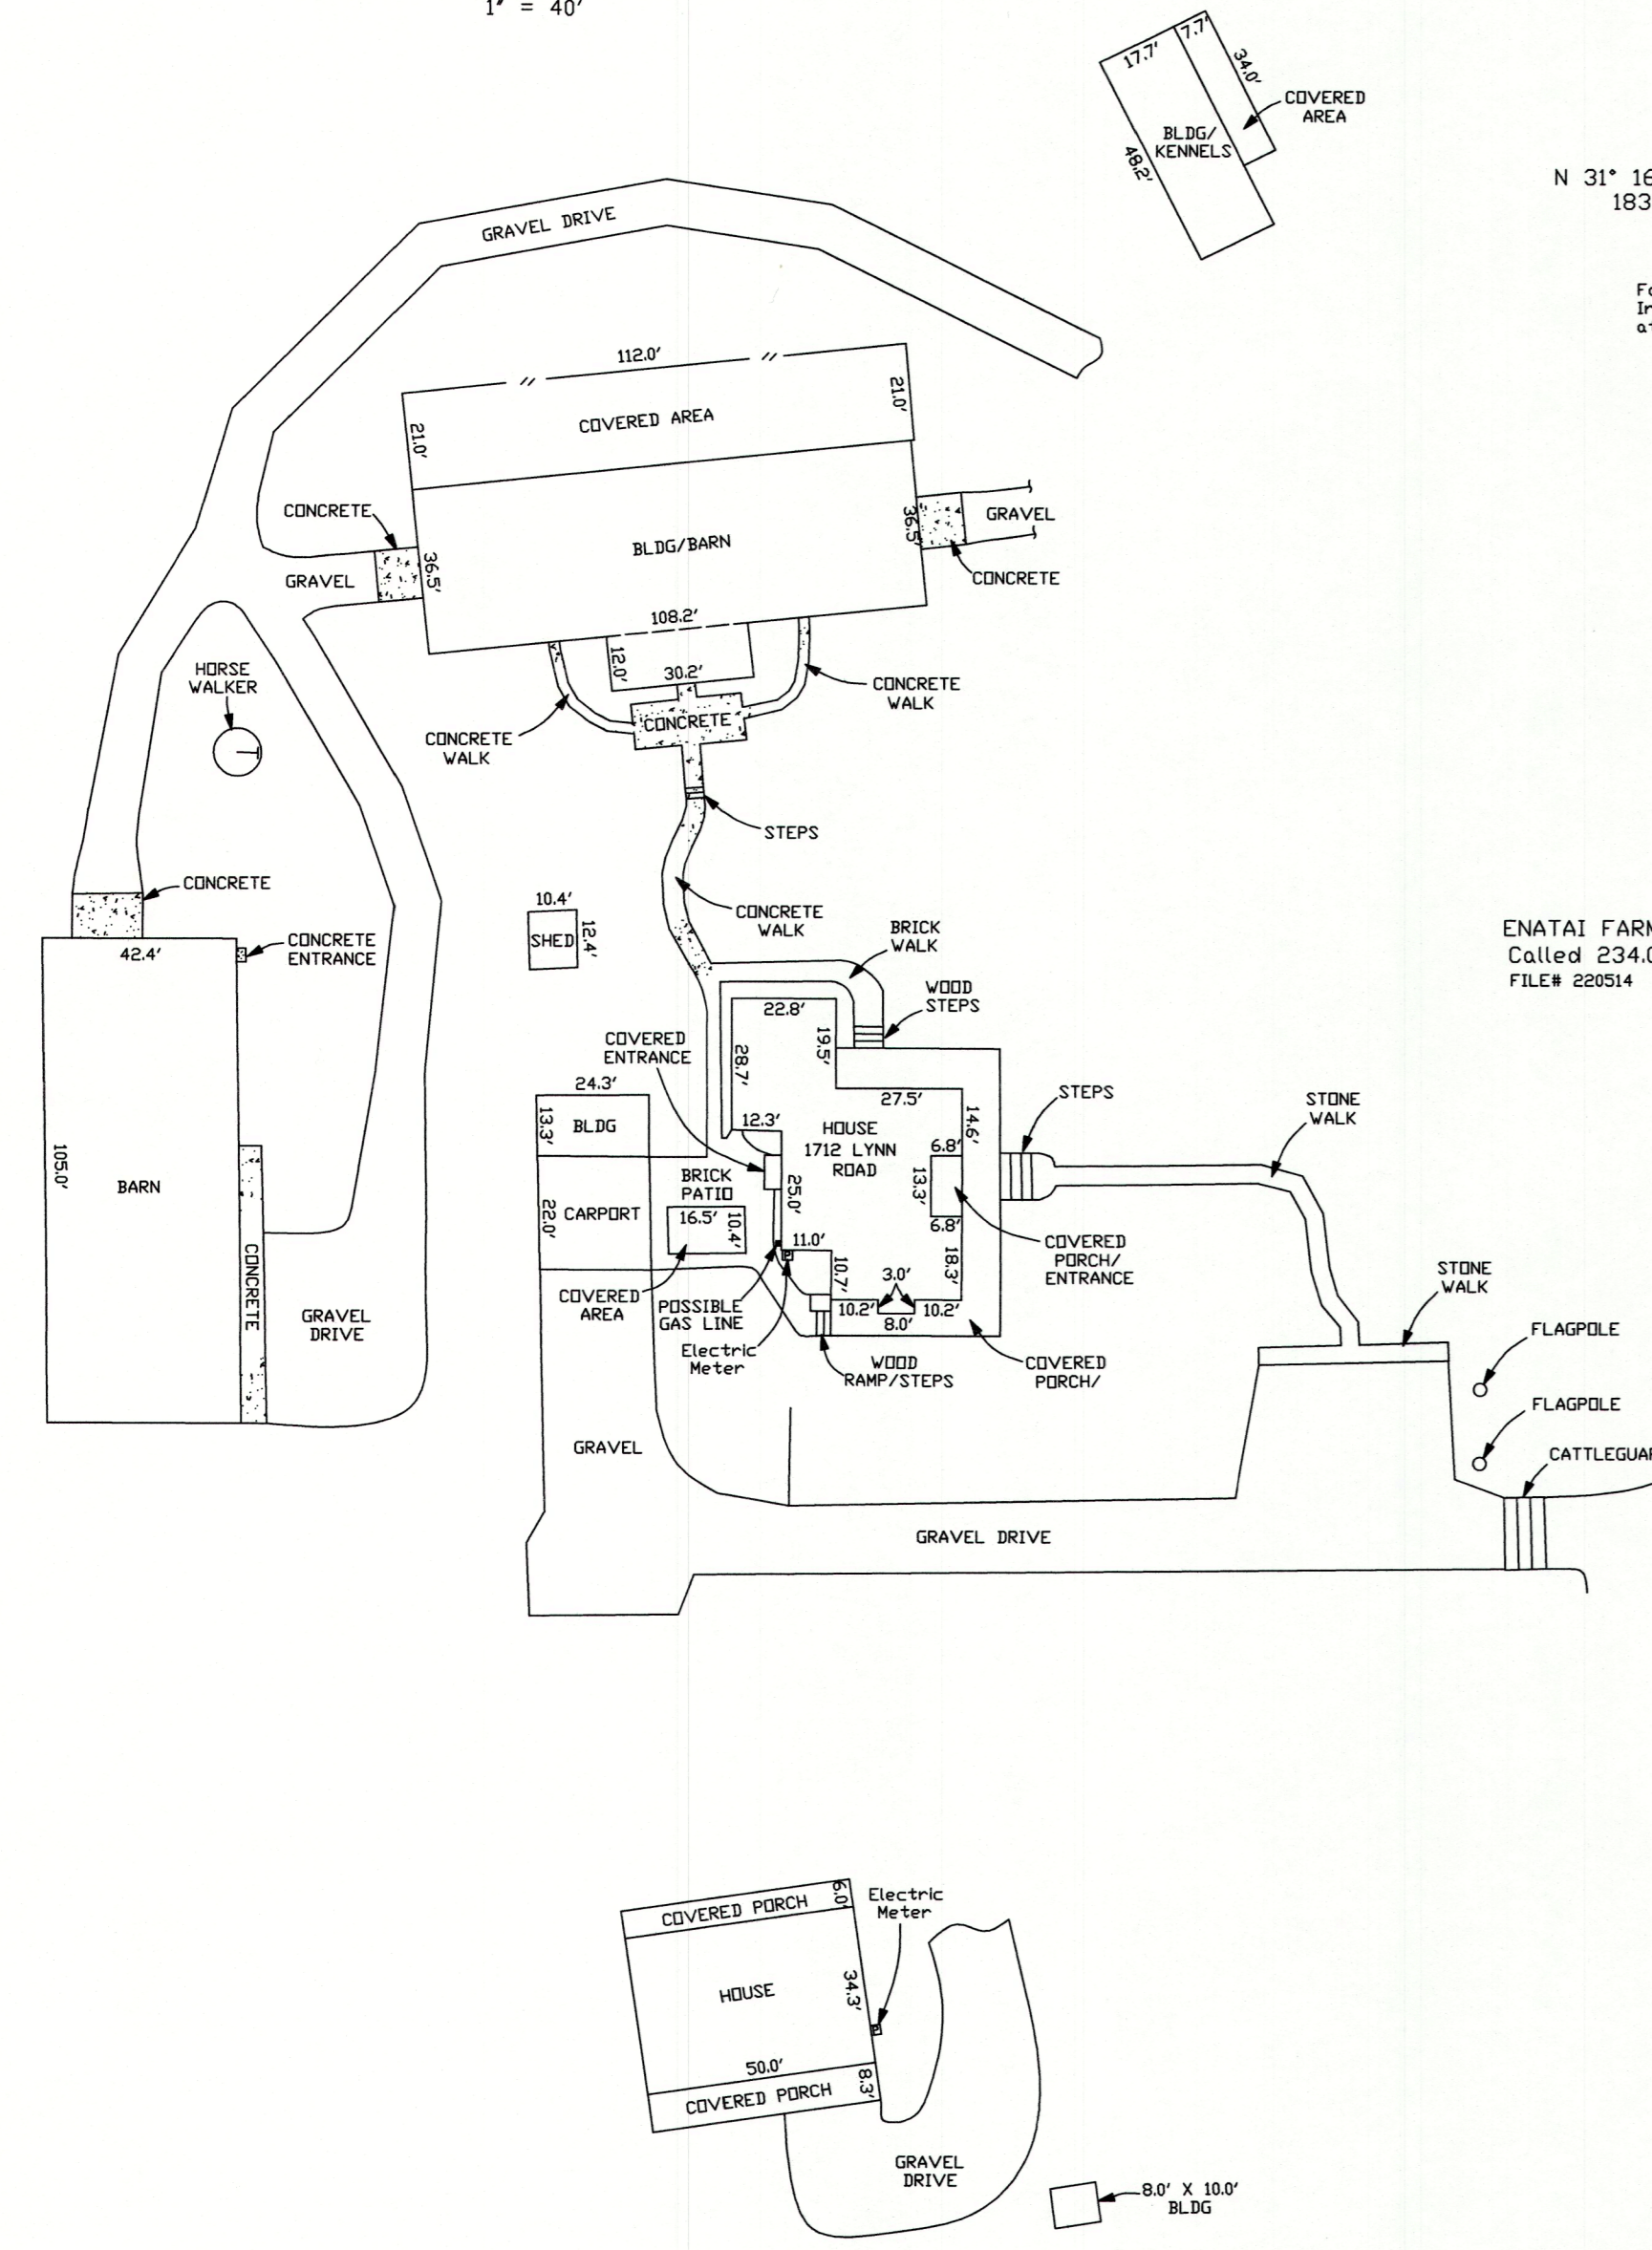 1" = 40'
17.7'
7.7'
34.0'
COVERED
AREA
BLDG/
KENNELS
48.2'
N 31° 16
183
GRAVEL DRIVE
112.0'
21.0'
21.0'
COVERED AREA
CONCRETE
36.5'
GRAVEL
BLDG/BARN
CONCRETE
GRAVEL
36.5'
108.2'
12.0'
30.2'
HORSE
WALKER
CONCRETE
WALK
CONCRETE
CONCRETE
WALK
STEPS
CONCRETE
10.4'
SHED
12.4'
CONCRETE
WALK
BRICK
WALK
ENATAI FARM
Called 234.0
FILE# 220514
CONCRETE
ENTRANCE
42.4'
WOOD
STEPS
22.8'
19.5'
COVERED
ENTRANCE
28.7'
24.3'
27.5'
STEPS
STONE
WALK
13.3'
BLDG
12.3'
HOUSE
1712 LYNN
ROAD
14.6'
6.8'
105.0'
BARN
BRICK
PATIO
25.0'
13.3'
22.0'
CARPORT
16.5'
10.4'
6.8'
11.0'
COVERED
PORCH/
ENTRANCE
CONCRETE
10.7'
3.0'
18.3'
STONE
WALK
COVERED
AREA
POSSIBLE
GAS LINE
10.2'
8.0'
10.2'
GRAVEL
DRIVE
Electric
Meter
WOOD
RAMP/STEPS
COVERED
PORCH/
FLAGPOLE
FLAGPOLE
GRAVEL
CATTLEGUAR
GRAVEL DRIVE
COVERED PORCH
6.0'
Electric
Meter
HOUSE
34.3'
50.0'
COVERED PORCH
8.3'
GRAVEL
DRIVE
8.0' X 10.0'
BLDG